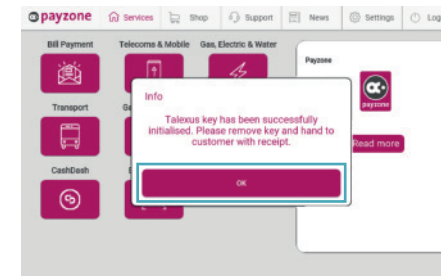 payzone Services Shop Support News Settings Log
Bill Payment Telecoms & Mobile Gas, Electric & Water
Payzone
payzone
Info
Talexus key has been successfully
initialised. Please remove key and hand to
customer with receipt.
Transport
Read more
CashDash
OK